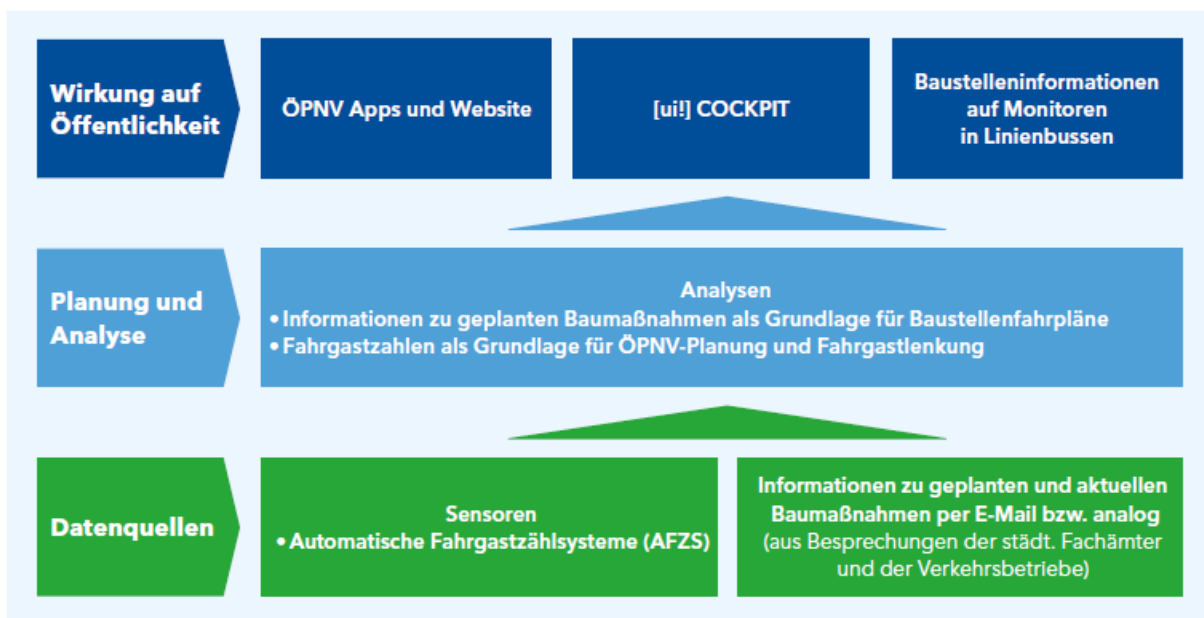 Wirkung auf
Öffentlichkeit
ÖPNV Apps und Website
[ui!] COCKPIT
Baustelleninformationen
auf Monitoren
in Linienbussen
Planung und
Analyse
Analysen
• Informationen zu geplanten Baumaßnahmen als Grundlage für Baustellenfahrpläne
• Fahrgastzahlen als Grundlage für ÖPNV-Planung und Fahrgastlenkung
Datenquellen
Sensoren
• Automatische Fahrgastzählsysteme (AFZS)
Informationen zu geplanten und aktuellen
Baumaßnahmen per E-Mail bzw. analog
(aus Besprechungen der städt. Fachämter
und der Verkehrsbetriebe)